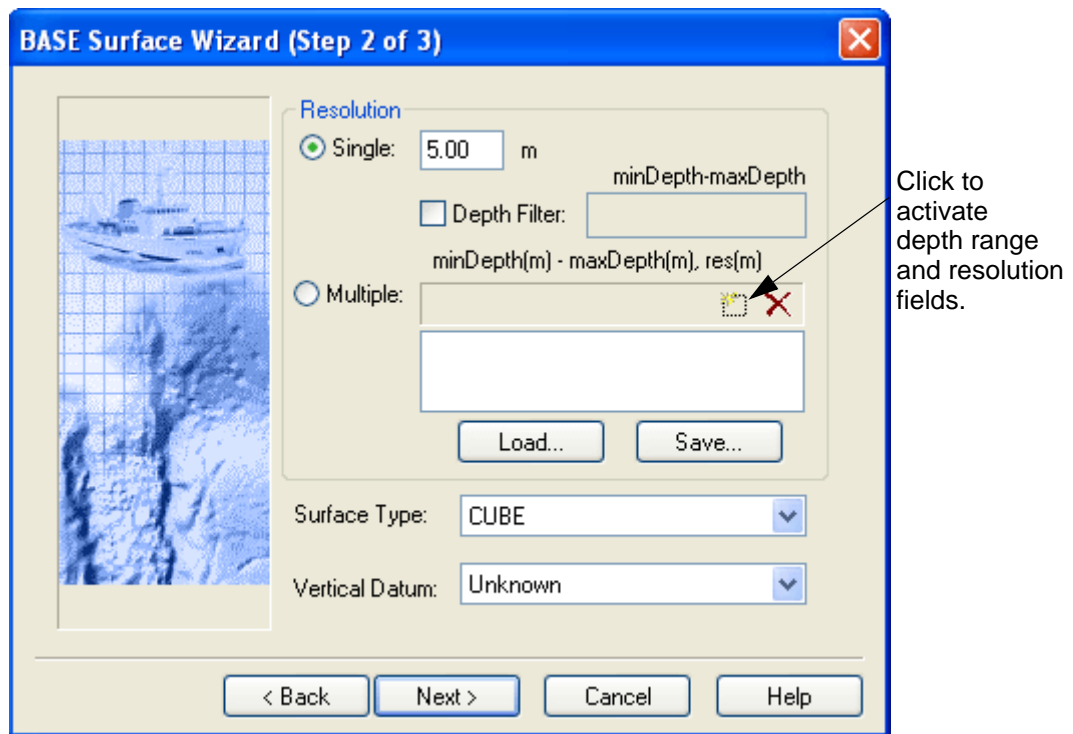 BASE Surface Wizard (Step 2 of 3)
Resolution
Single: 5.00 m
minDepth-maxDepth
Depth Filter:
minDepth(m) - maxDepth(m), res(m)
Multiple:
Load... Save...
Surface Type: CUBE
Vertical Datum: Unknown
< Back Next > Cancel Help
Click to
activate
depth range
and resolution
fields.